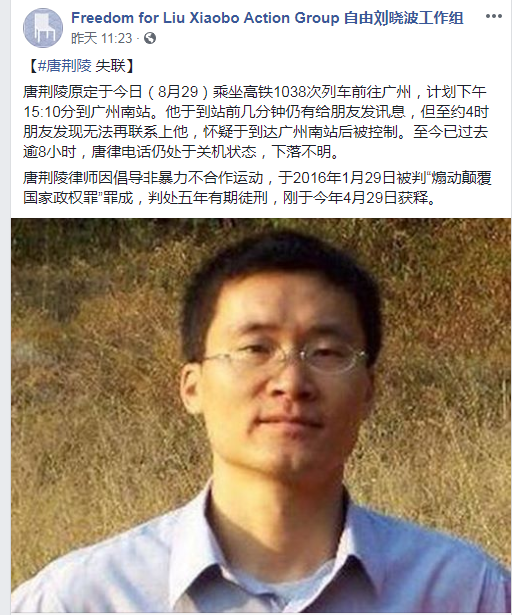 Freedom for Liu Xiaobo Action Group 自由刘晓波工作组
昨天 11:23 ·
【#唐荆陵 失联】
唐荆陵原定于今日（8月29）乘坐高铁1038次列车前往广州，计划下午
15:10分到广州南站。他于到站前几分钟仍有给朋友发讯息，但至约4时
朋友发现无法再联系上他，怀疑于到达广州南站后被控制。至今已过去
逾8小时，唐律电话仍处于关机状态，下落不明。
唐荆陵律师因倡导非暴力不合作运动，于2016年1月29日被判“煽动颠覆
国家政权罪”罪成，判处五年有期徒刑，刚于今年4月29日获释。